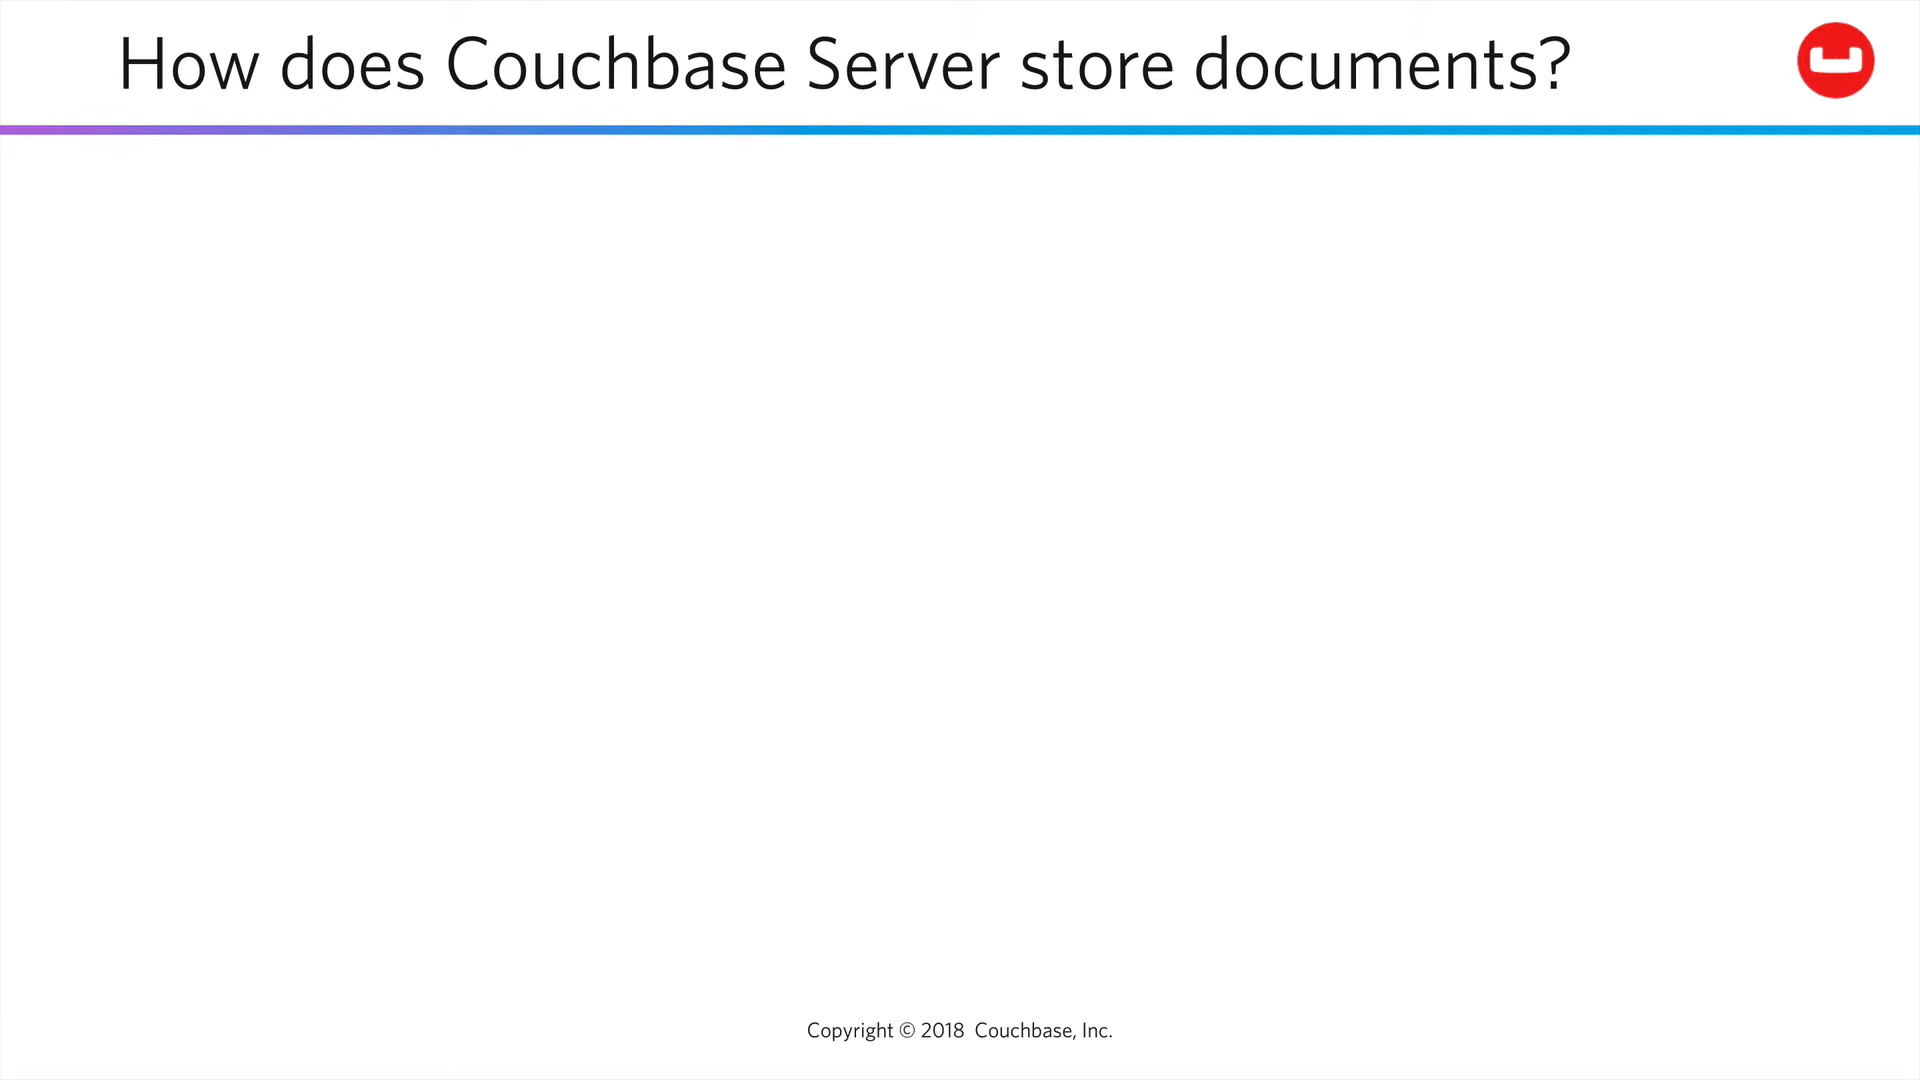 How does Couchbase Server store documents?
Copyright © 2018 Couchbase, Inc.